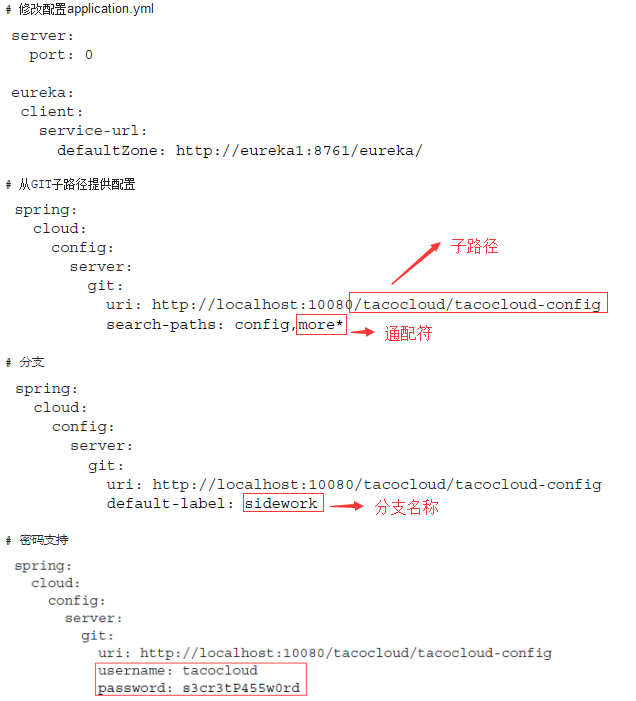 # 修改配置application.yml
server:
  port: 0
eureka:
 client:
   service-url:
     defaultZone: http://eureka1:8761/eureka/
# 从GIT子路径提供配置
spring:
  cloud:
    config:
      server:
        git:
          uri: http://localhost:10080/tacocloud/tacocloud-config
          search-paths: config,more*
子路径
通配符
# 分支
spring:
  cloud:
    config:
      server:
        git:
          uri: http://localhost:10080/tacocloud/tacocloud-config
          default-label: sidework
分支名称
# 密码支持
spring:
  cloud:
    config:
      server:
        git:
          uri: http://localhost:10080/tacocloud/tacocloud-config
          username: tacocloud
          password: s3cr3tP455w0rd